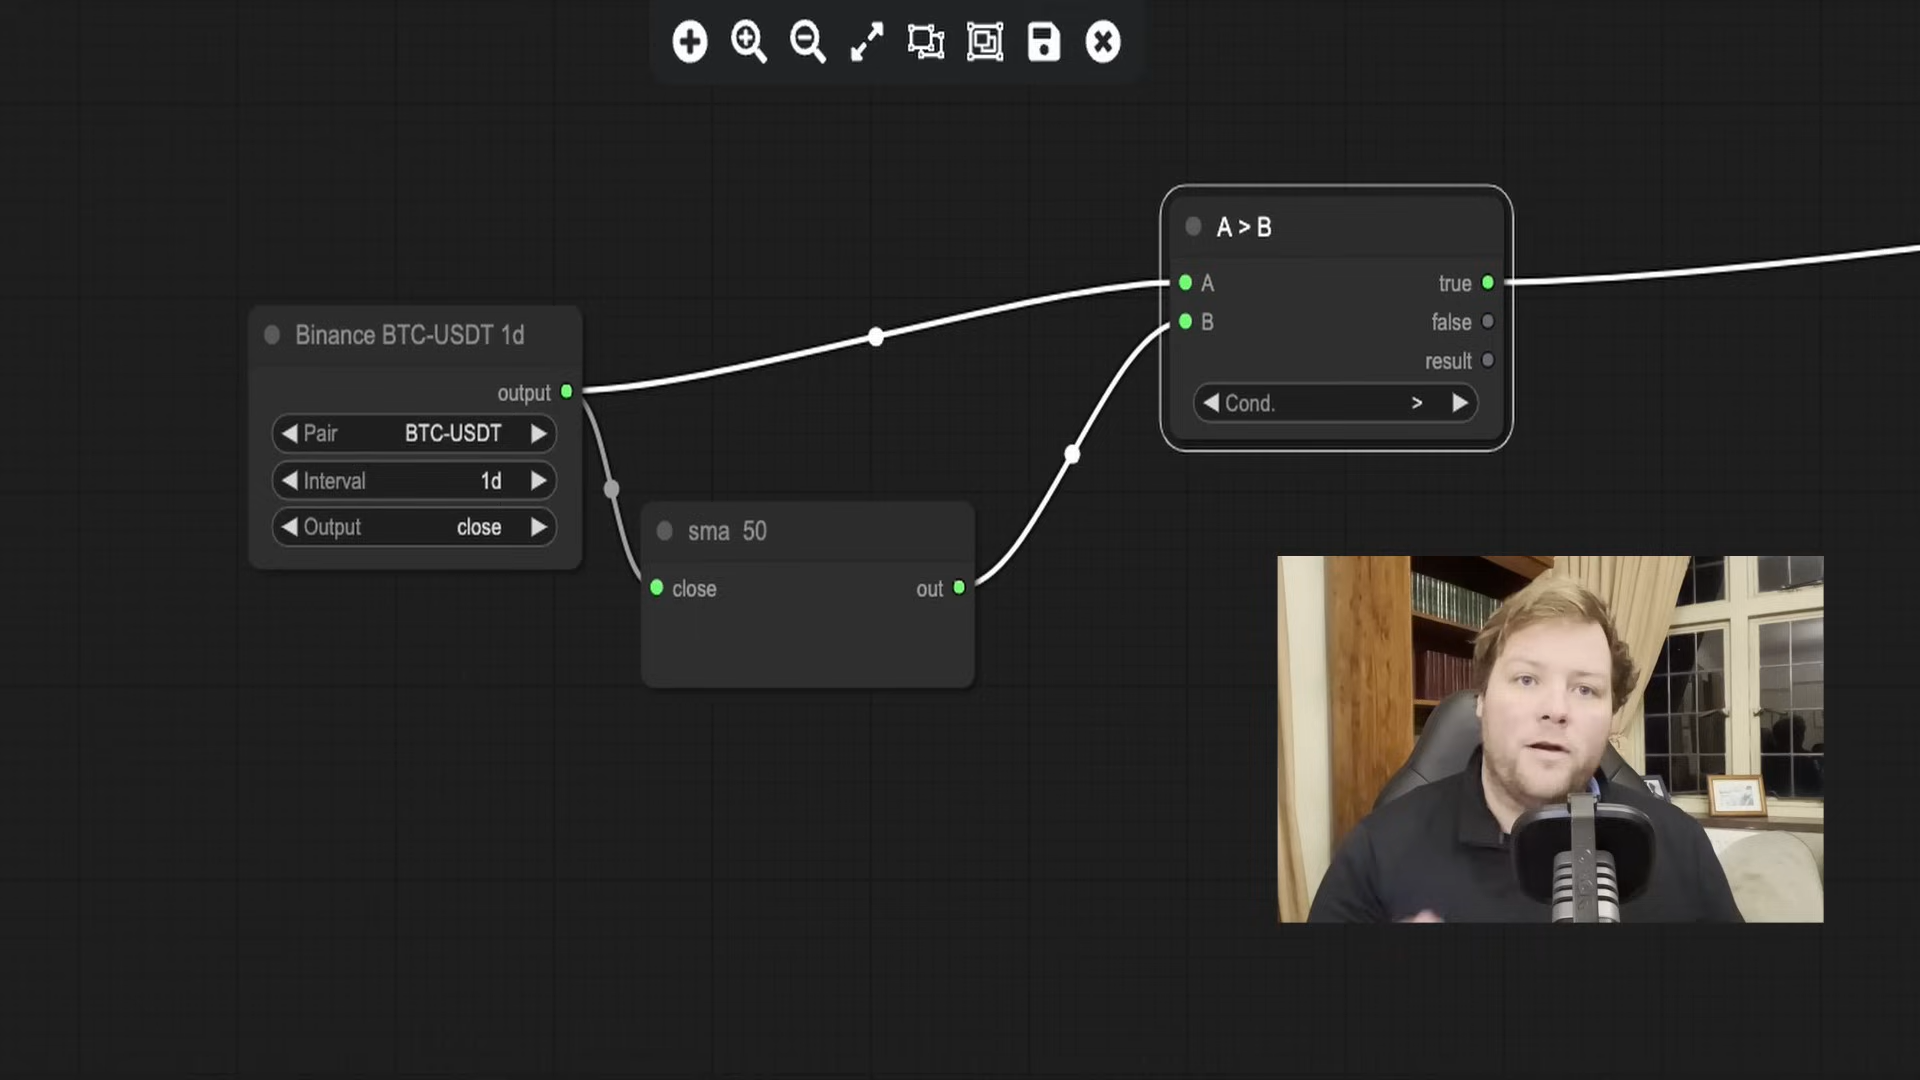 A > B
A true
B false
result
Cond. >
Binance BTC-USDT 1d
output
Pair BTC-USDT
Interval 1d
Output close
sma 50
close out